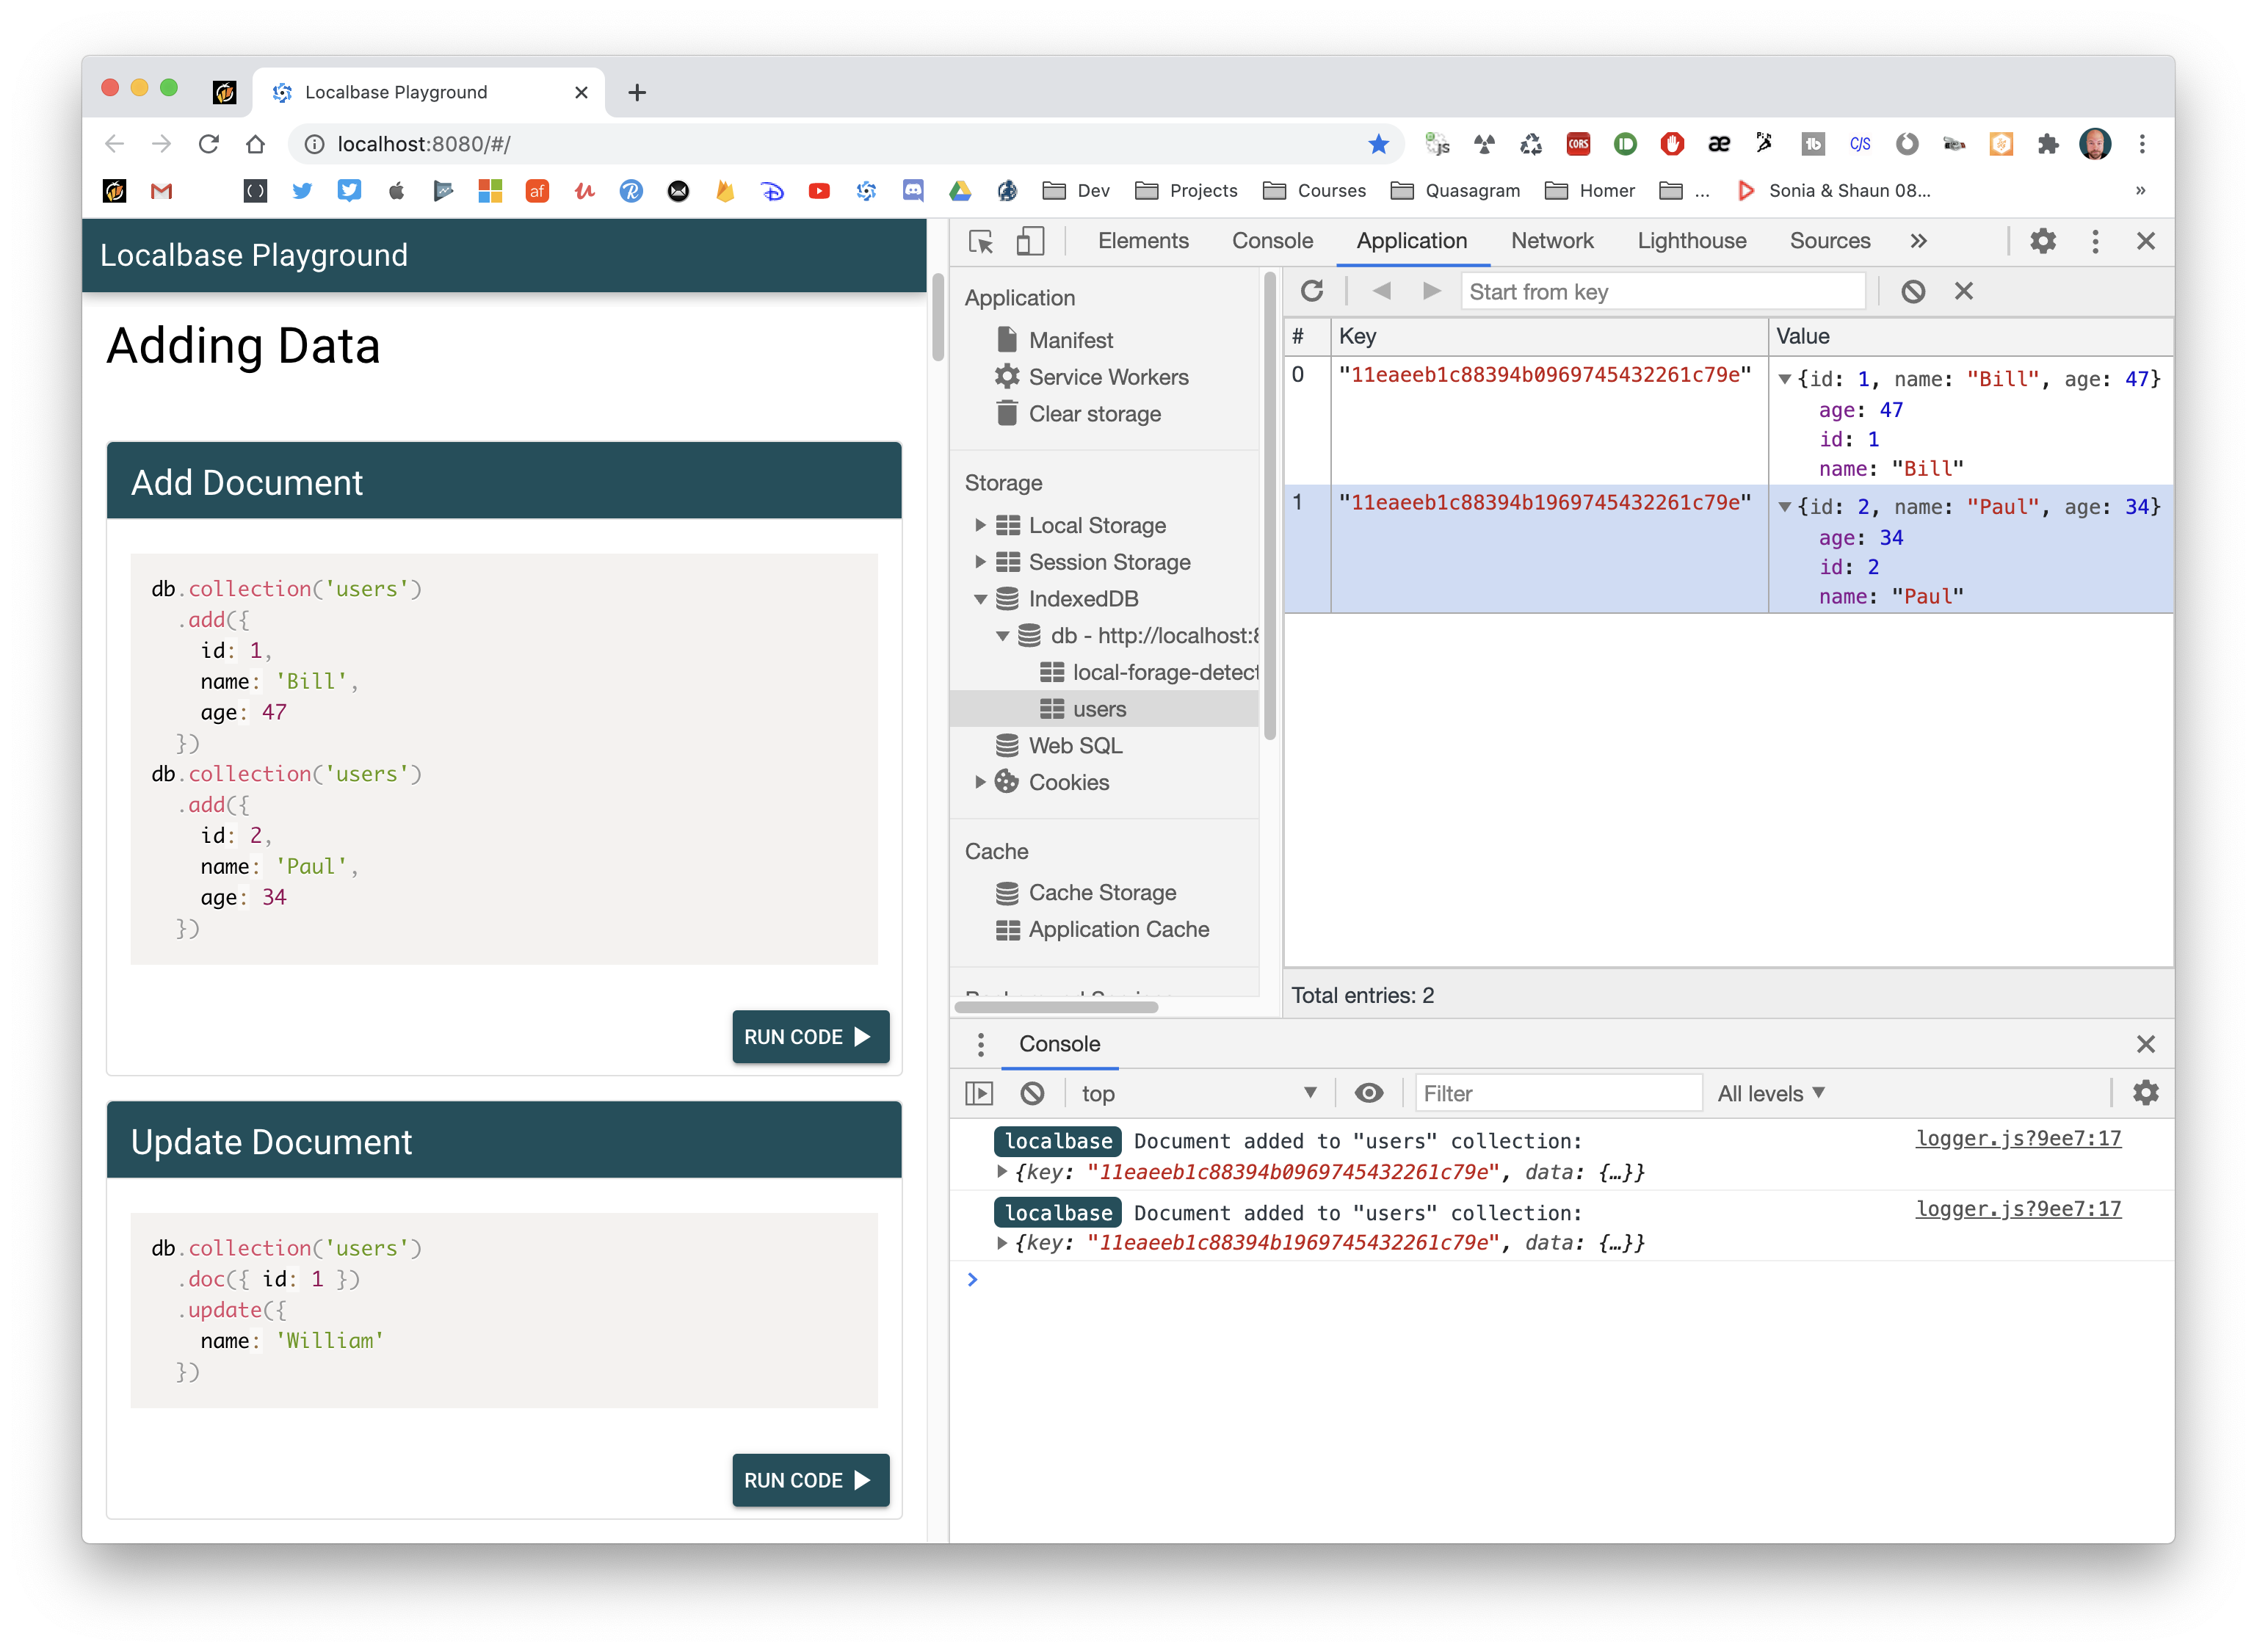 Localbase Playground
localhost:8080/#/
JS
CORS
æ
tb
C/S
af
Dev
Projects
Courses
Quasagram
Homer
...
Sonia & Shaun 08...
»
Localbase Playground
Adding Data
Add Document
db.collection('users')
.add({
id: 1,
name: 'Bill',
age: 47
})
db.collection('users')
.add({
id: 2,
name: 'Paul',
age: 34
})
RUN CODE
Update Document
db.collection('users')
.doc({ id: 1 })
.update({
name: 'William'
})
RUN CODE
Elements Console Application Network Lighthouse Sources »
Application
Manifest
Service Workers
Clear storage
Storage
Local Storage
Session Storage
IndexedDB
db - http://localhost:8
local-forage-detect
users
Web SQL
Cookies
Cache
Cache Storage
Application Cache
Start from key
# Key Value
0 "11eaeeb1c88394b0969745432261c79e" {id: 1, name: "Bill", age: 47}
age: 47
id: 1
name: "Bill"
1 "11eaeeb1c88394b1969745432261c79e" {id: 2, name: "Paul", age: 34}
age: 34
id: 2
name: "Paul"
Total entries: 2
Console
top Filter All levels
localbase Document added to "users" collection: logger.js?9ee7:17
{key: "11eaeeb1c88394b0969745432261c79e", data: {…}}
localbase Document added to "users" collection: logger.js?9ee7:17
{key: "11eaeeb1c88394b1969745432261c79e", data: {…}}